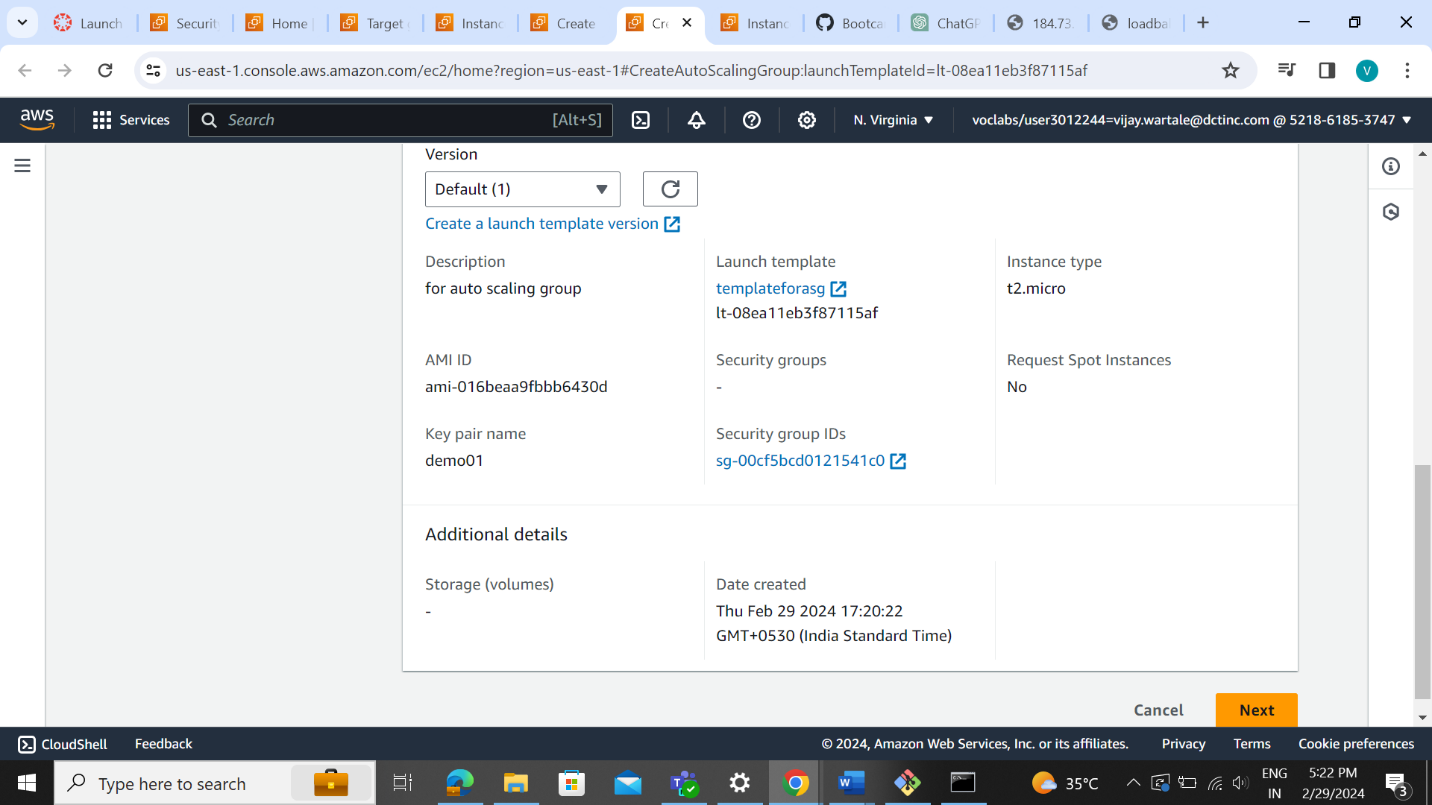 Launch
Security
Home
Target
Instanc
Create
Cre
Instanc
Bootca
ChatGP
184.73.
loadba
us-east-1.console.aws.amazon.com/ec2/home?region=us-east-1#CreateAutoScalingGroup:launchTemplateId=lt-08ea11eb3f87115af
V
aws
Services
Search
[Alt+S]
N. Virginia
voclabs/user3012244=vijay.wartale@dctinc.com @ 5218-6185-3747
Version
Default (1)
Create a launch template version
Description
for auto scaling group
Launch template
templateforasg
lt-08ea11eb3f87115af
Instance type
t2.micro
AMI ID
ami-016beaa9fbbb6430d
Security groups
-
Request Spot Instances
No
Key pair name
demo01
Security group IDs
sg-00cf5bcd0121541c0
Additional details
Storage (volumes)
-
Date created
Thu Feb 29 2024 17:20:22
GMT+0530 (India Standard Time)
Cancel
Next
CloudShell
Feedback
© 2024, Amazon Web Services, Inc. or its affiliates.
Privacy
Terms
Cookie preferences
Type here to search
35°C
ENG
IN
5:22 PM
2/29/2024
3